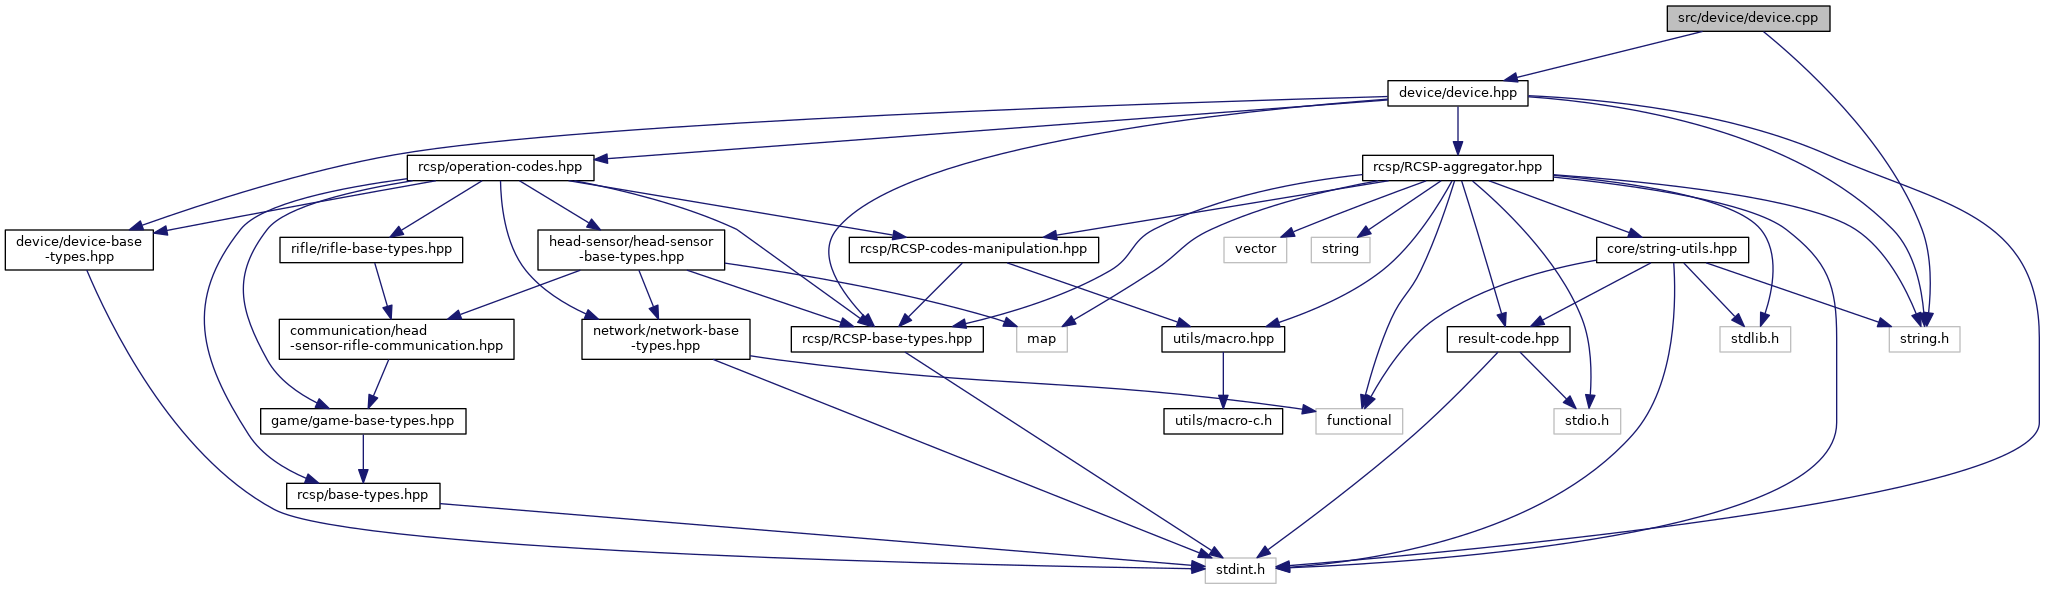 src/device/device.cpp
device/device.hpp
rcsp/operation-codes.hpp
rcsp/RCSP-aggregator.hpp
device/device-base
-types.hpp
rifle/rifle-base-types.hpp
head-sensor/head-sensor
-base-types.hpp
rcsp/RCSP-codes-manipulation.hpp
vector
string
core/string-utils.hpp
communication/head
-sensor-rifle-communication.hpp
network/network-base
-types.hpp
rcsp/RCSP-base-types.hpp
map
utils/macro.hpp
result-code.hpp
stdlib.h
string.h
game/game-base-types.hpp
utils/macro-c.h
functional
stdio.h
rcsp/base-types.hpp
stdint.h